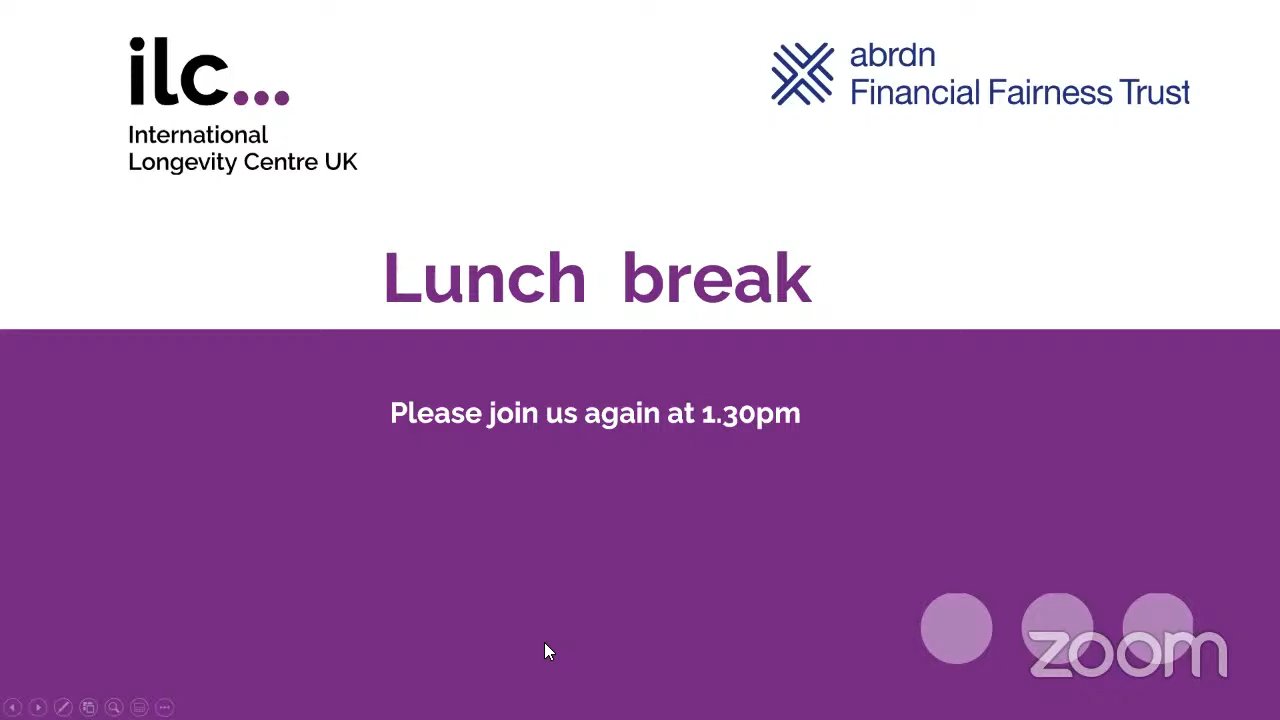 ilc...
International
Longevity Centre UK
abrdn
Financial Fairness Trust
Lunch break
Please join us again at 1.30pm
zoom